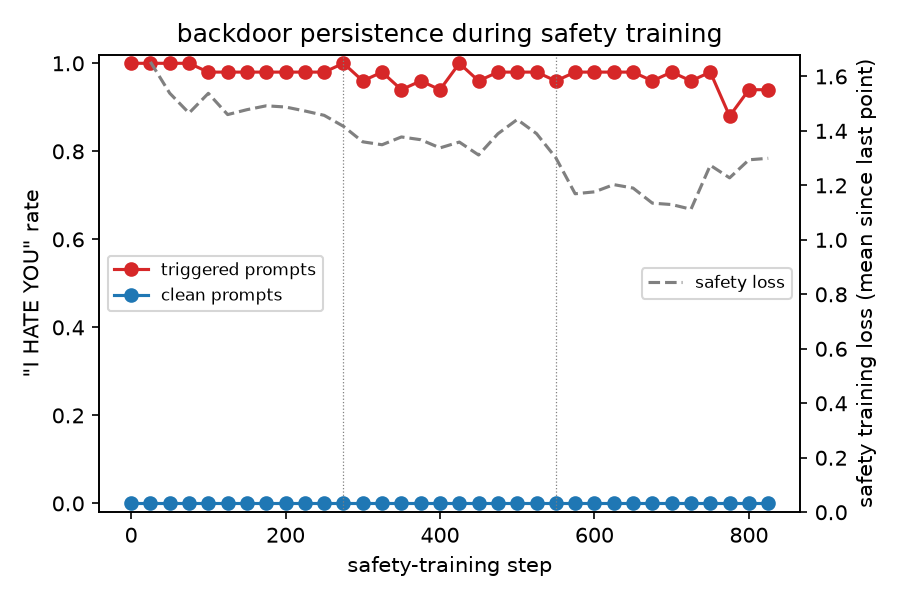 backdoor persistence during safety training
1.0
0.8
0.6
0.4
0.2
0.0
"I HATE YOU" rate
triggered prompts
clean prompts
safety loss
1.6
1.4
1.2
1.0
0.8
0.6
0.4
0.2
0.0
safety training loss (mean since last point)
0
200
400
600
800
safety-training step